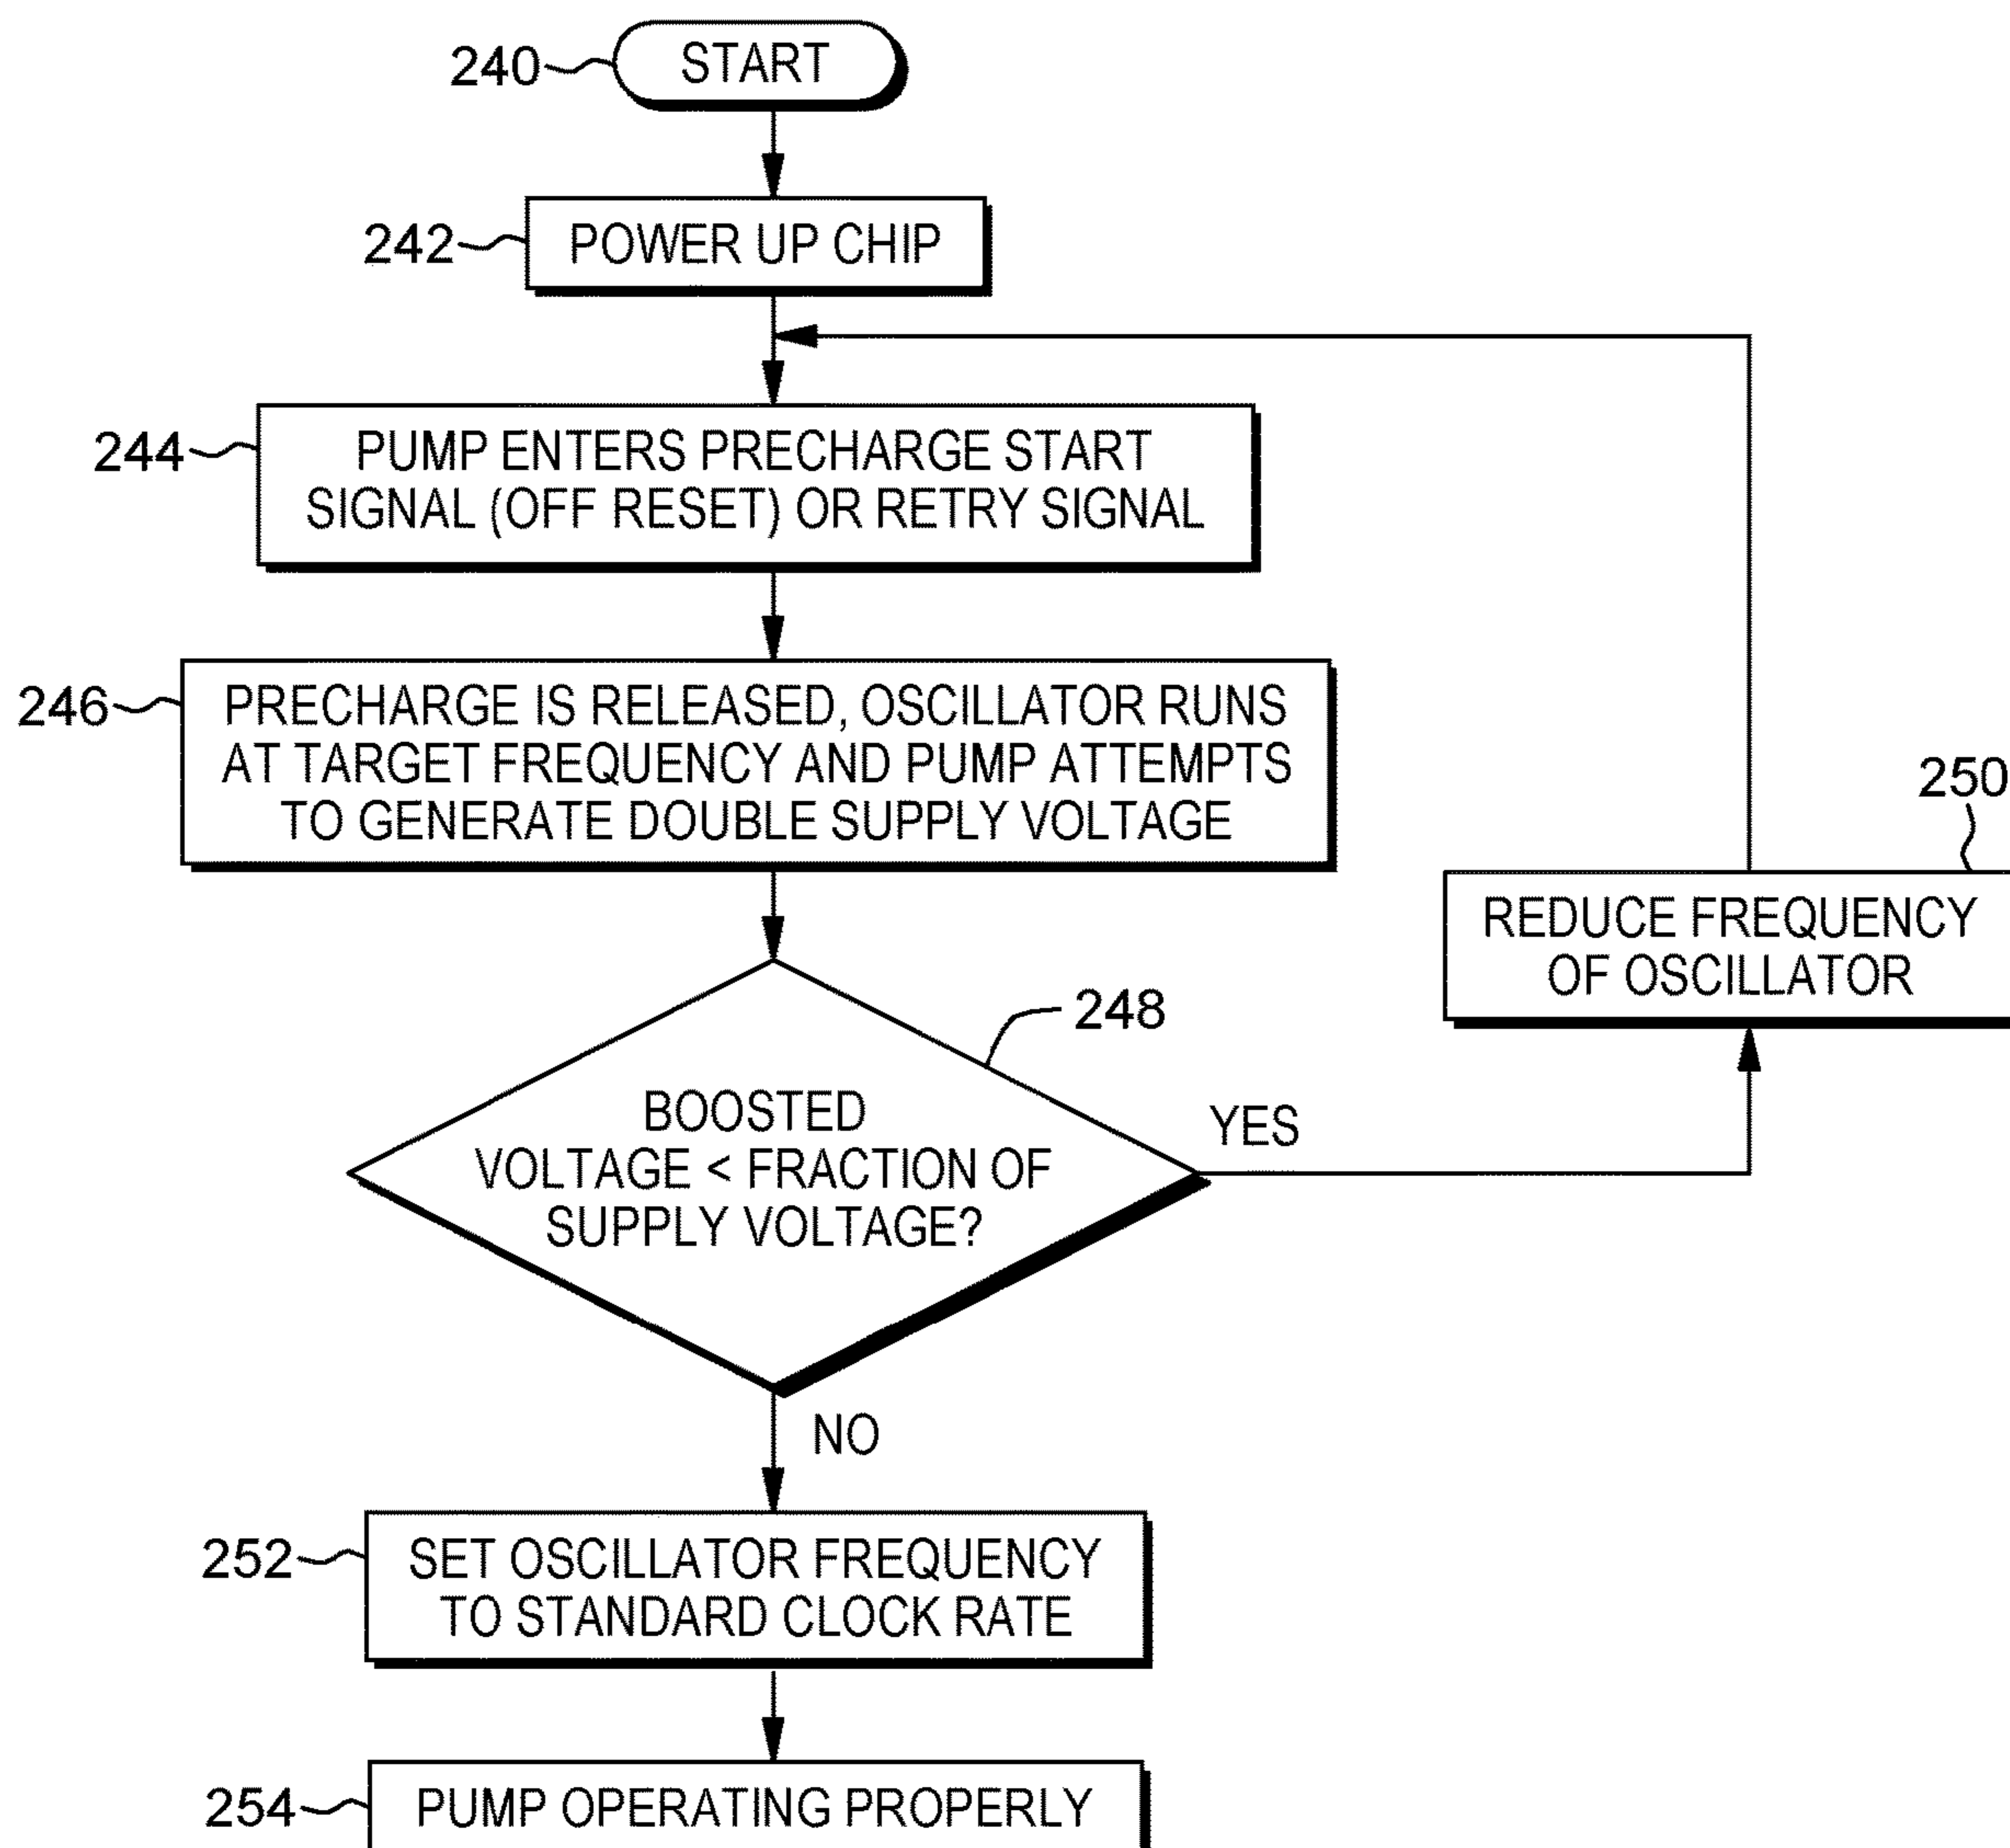 240
START
242
POWER UP CHIP
244
PUMP ENTERS PRECHARGE START
SIGNAL (OFF RESET) OR RETRY SIGNAL
246
PRECHARGE IS RELEASED, OSCILLATOR RUNS
AT TARGET FREQUENCY AND PUMP ATTEMPTS
TO GENERATE DOUBLE SUPPLY VOLTAGE
250
REDUCE FREQUENCY
OF OSCILLATOR
248
BOOSTED
VOLTAGE < FRACTION OF
SUPPLY VOLTAGE?
YES
NO
252
SET OSCILLATOR FREQUENCY
TO STANDARD CLOCK RATE
254
PUMP OPERATING PROPERLY